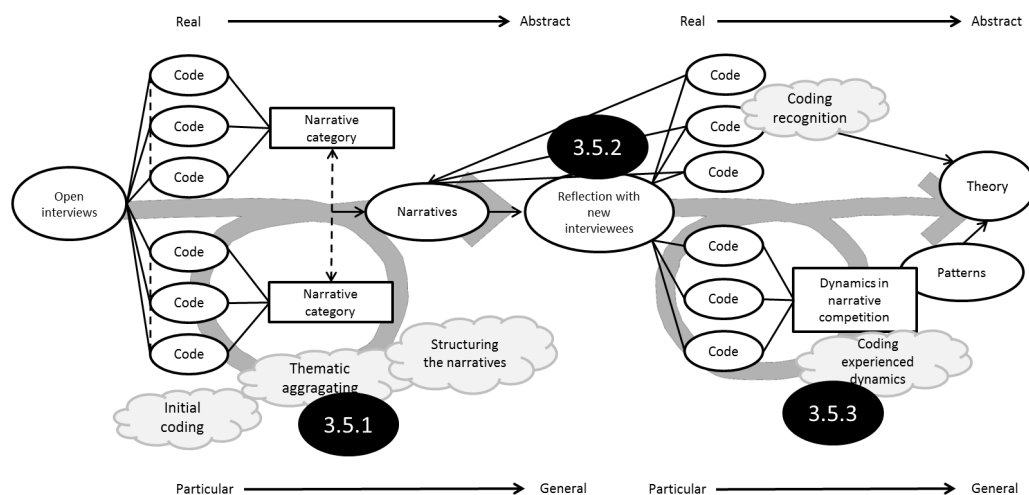 Real
Abstract
Real
Abstract
Code
Code
Code
Narrative
category
Open
interviews
Code
Code
Code
Narrative
category
Narratives
3.5.2
Reflection with
new
interviewees
Code
Code
Code
Coding
recognition
Theory
Code
Code
Code
Dynamics in
narrative
competition
Patterns
Initial
coding
Thematic
aggragating
Structuring
the narratives
3.5.1
Coding
experienced
dynamics
3.5.3
Particular
General
Particular
General